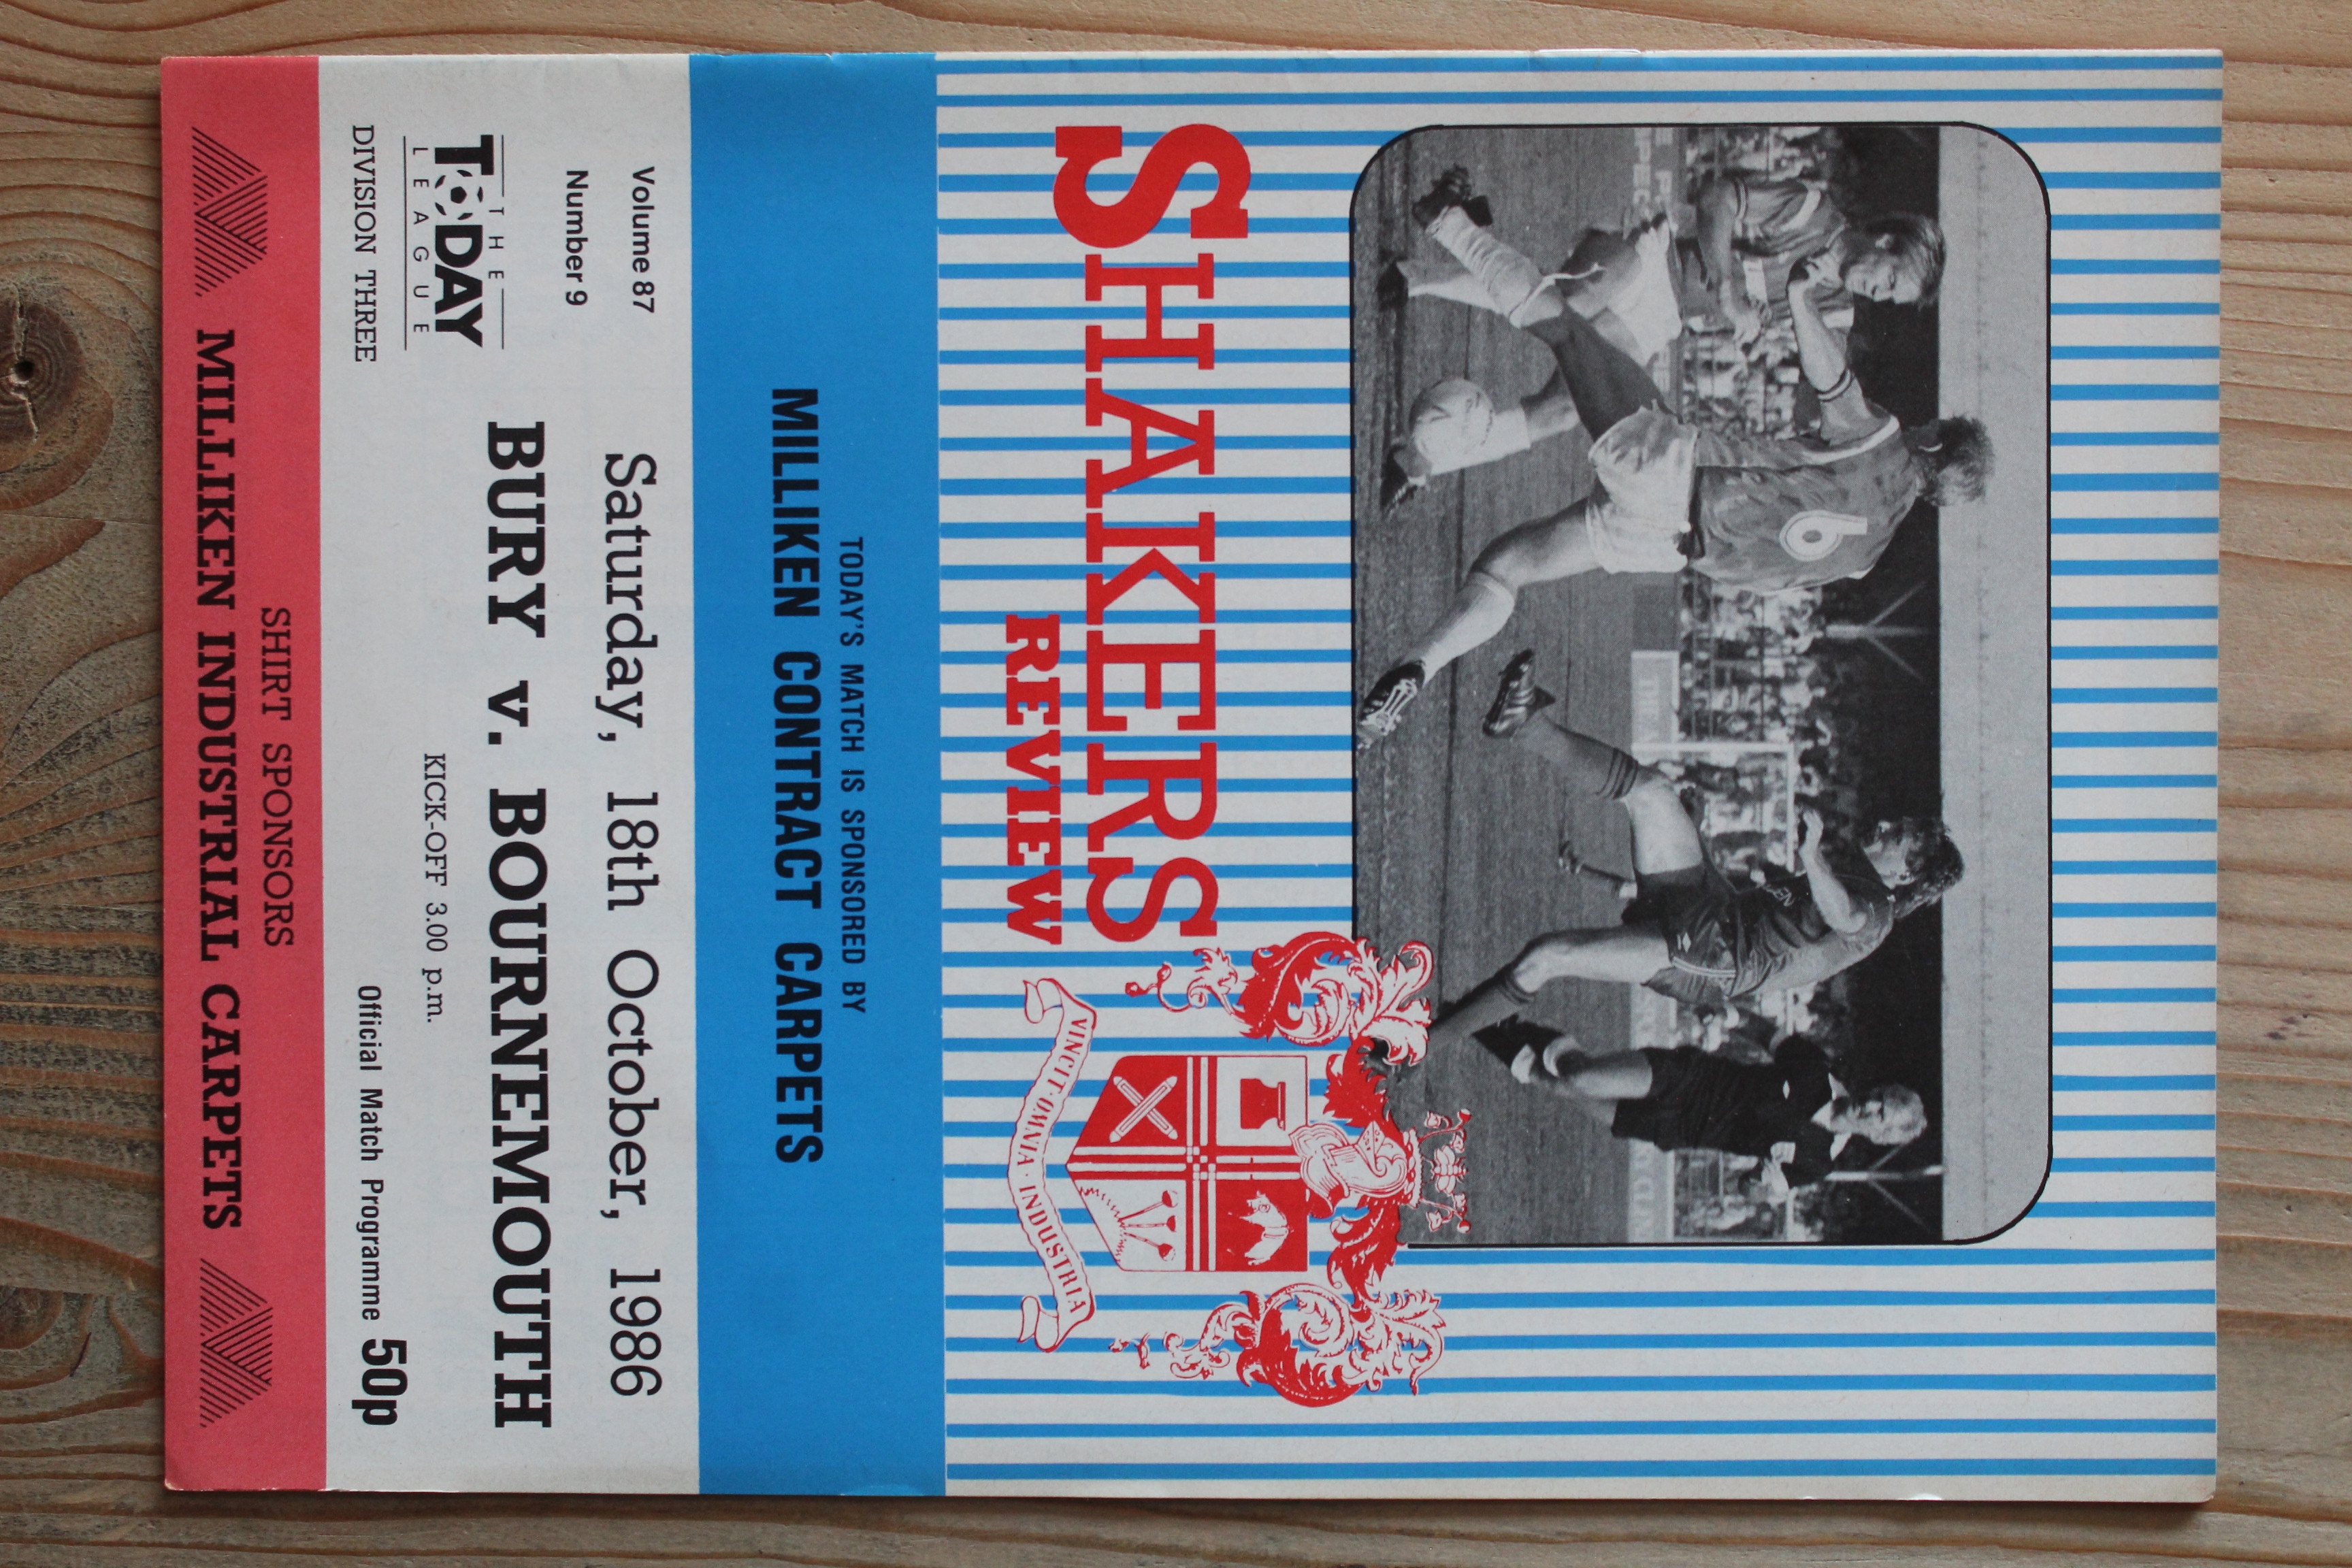 6
SHAKERS
REVIEW
VINCIT·OMNIA·INDUSTRIA
TODAY'S MATCH IS SPONSORED BY
MILLIKEN CONTRACT CARPETS
Volume 87
Number 9
Saturday, 18th October, 1986
THE
TODAY
LEAGUE
DIVISION THREE
BURY v. BOURNEMOUTH
KICK-OFF 3.00 p.m.
Official Match Programme 50p
SHIRT SPONSORS
MILLIKEN INDUSTRIAL CARPETS